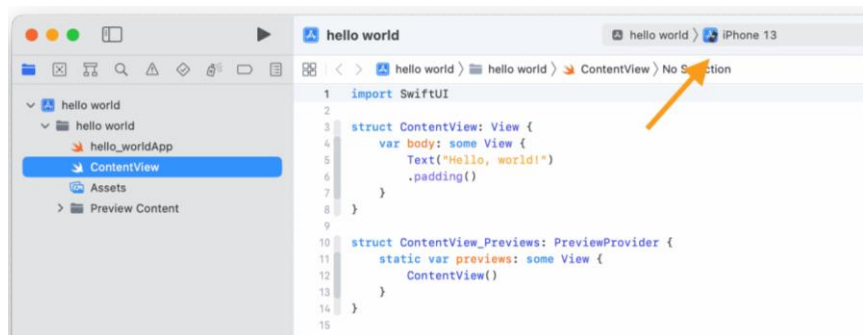 hello world
hello world 〉 iPhone 13
hello world 〉 hello world 〉 ContentView 〉 No Selection
hello world
hello world
hello_worldApp
ContentView
Assets
Preview Content
1 import SwiftUI
2
3 struct ContentView: View {
4 var body: some View {
5 Text("Hello, world!")
6 .padding()
7 }
8 }
9
10 struct ContentView_Previews: PreviewProvider {
11 static var previews: some View {
12 ContentView()
13 }
14 }
15